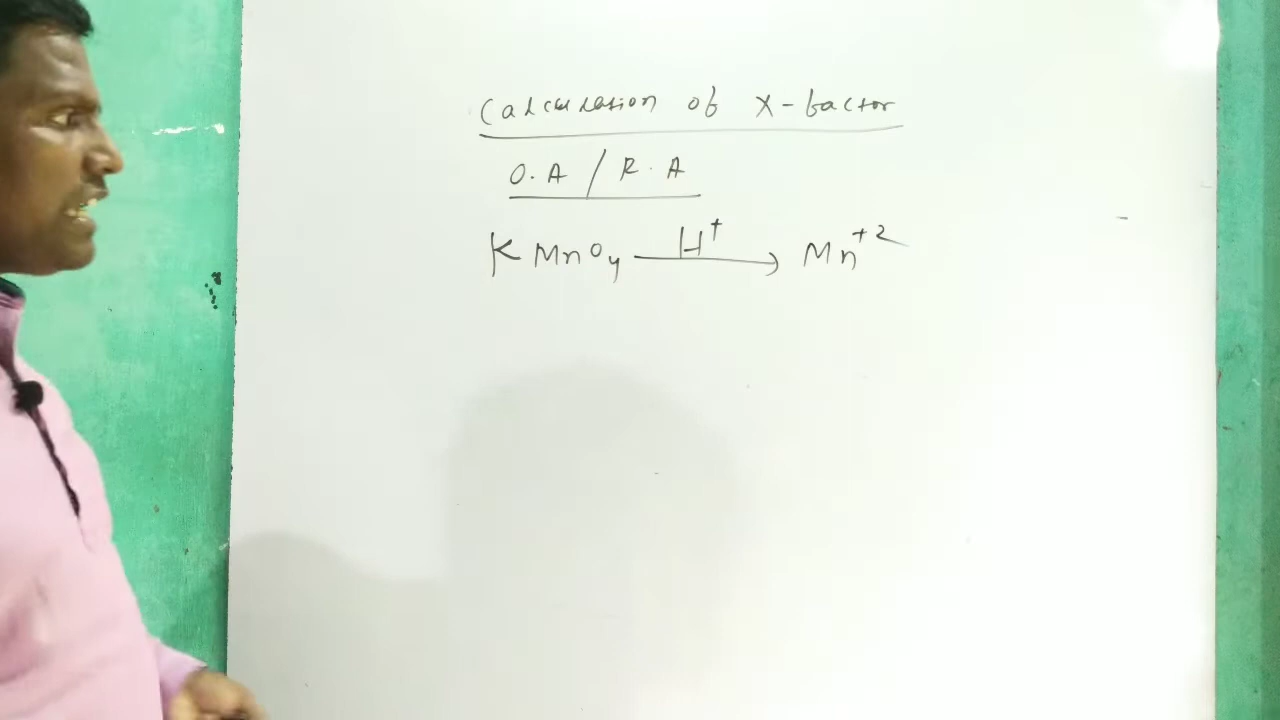 Calculation of X-factor
O.A / R.A
KMnO₄ —H⁺→ Mn⁺²